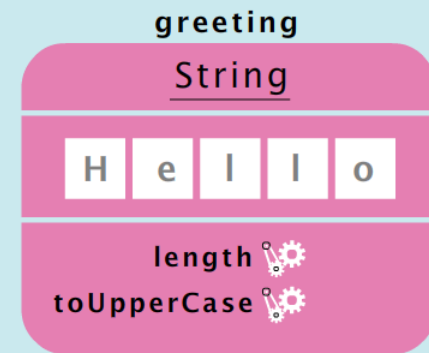 greeting
String
H e l l o
length
toUpperCase